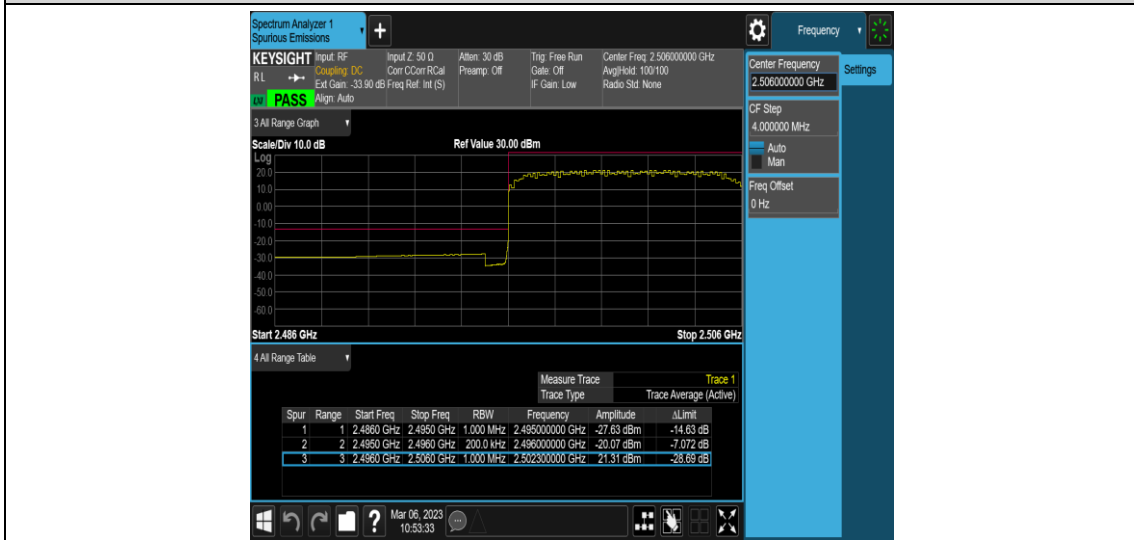 Spectrum Analyzer 1
Spurious Emissions
+
Frequency
KEYSIGHT
RL
LXI PASS
Input: RF
Coupling: DC
Ext Gain: -33.90 dB
Align: Auto
Input Z: 50 Ω
Corr CCorr RCal
Freq Ref: Int (S)
Atten: 30 dB
Preamp: Off
Trig: Free Run
Gate: Off
IF Gain: Low
Center Freq: 2.506000000 GHz
Avg|Hold: 100/100
Radio Std: None
Center Frequency
2.506000000 GHz
Settings
CF Step
4.000000 MHz
Auto
Man
Freq Offset
0 Hz
3 All Range Graph
Scale/Div 10.0 dB Ref Value 30.00 dBm
Log
20.0
10.0
0.00
-10.0
-20.0
-30.0
-40.0
-50.0
-60.0
Start 2.486 GHz Stop 2.506 GHz
4 All Range Table
Measure Trace Trace 1
Trace Type Trace Average (Active)
Spur Range Start Freq Stop Freq RBW Frequency Amplitude ΔLimit
1 1 2.4860 GHz 2.4950 GHz 1.000 MHz 2.495000000 GHz -27.63 dBm -14.63 dB
2 2 2.4950 GHz 2.4960 GHz 200.0 kHz 2.496000000 GHz -20.07 dBm -7.072 dB
3 3 2.4960 GHz 2.5060 GHz 1.000 MHz 2.502300000 GHz 21.31 dBm -28.69 dB
?
Mar 06, 2023
10:53:33